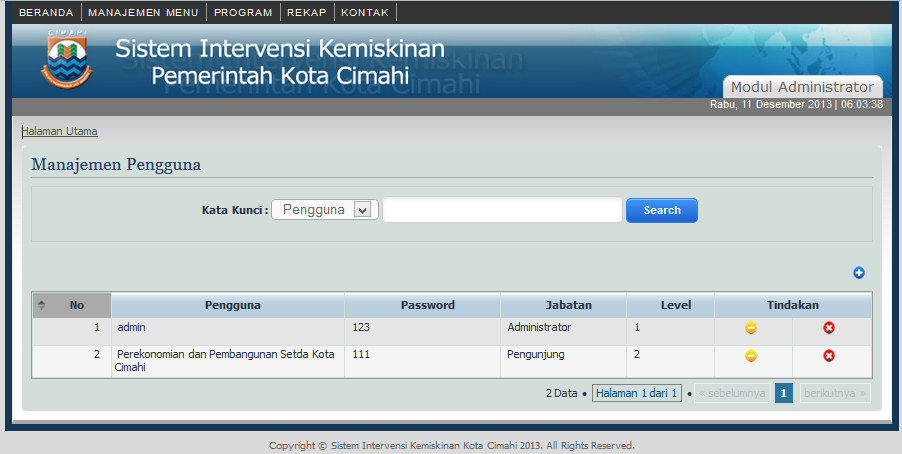 BERANDA MANAJEMEN MENU PROGRAM REKAP KONTAK
CIMAHI
Sistem Intervensi Kemiskinan
Pemerintah Kota Cimahi
Modul Administrator
Rabu, 11 Desember 2013 | 06:03:38
Halaman Utama
Manajemen Pengguna
Kata Kunci : Pengguna Search
No Pengguna Password Jabatan Level Tindakan
1 admin 123 Administrator 1
2 Perekonomian dan Pembangunan Setda Kota Cimahi 111 Pengunjung 2
2 Data • Halaman 1 dari 1 • « sebelumnya 1 berikutnya »
Copyright © Sistem Intervensi Kemiskinan Kota Cimahi 2013. All Rights Reserved.